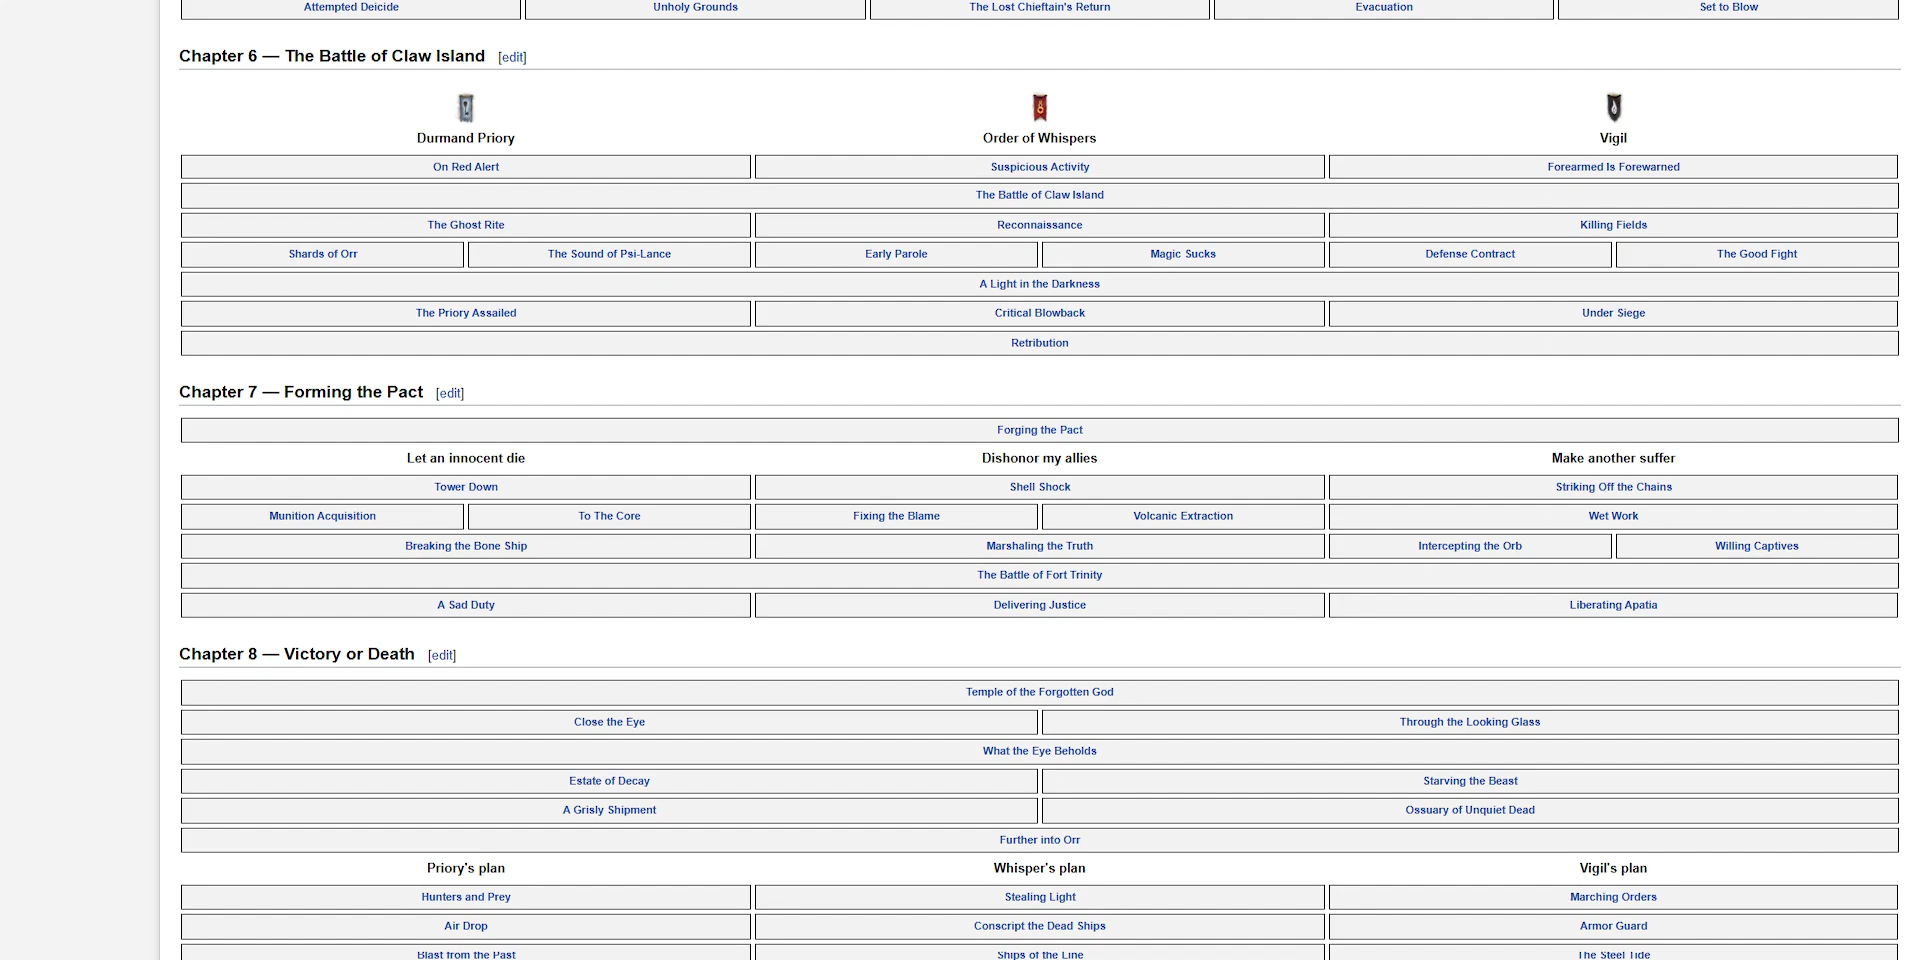 Attempted Deicide Unholy Grounds The Lost Chieftain's Return Evacuation Set to Blow
Chapter 6 — The Battle of Claw Island [edit]
Durmand Priory Order of Whispers Vigil
On Red Alert Suspicious Activity Forearmed Is Forewarned
The Battle of Claw Island
The Ghost Rite Reconnaissance Killing Fields
Shards of Orr The Sound of Psi-Lance Early Parole Magic Sucks Defense Contract The Good Fight
A Light in the Darkness
The Priory Assailed Critical Blowback Under Siege
Retribution
Chapter 7 — Forming the Pact [edit]
Forging the Pact
Let an innocent die Dishonor my allies Make another suffer
Tower Down Shell Shock Striking Off the Chains
Munition Acquisition To The Core Fixing the Blame Volcanic Extraction Wet Work
Breaking the Bone Ship Marshaling the Truth Intercepting the Orb Willing Captives
The Battle of Fort Trinity
A Sad Duty Delivering Justice Liberating Apatia
Chapter 8 — Victory or Death [edit]
Temple of the Forgotten God
Close the Eye Through the Looking Glass
What the Eye Beholds
Estate of Decay Starving the Beast
A Grisly Shipment Ossuary of Unquiet Dead
Further into Orr
Priory's plan Whisper's plan Vigil's plan
Hunters and Prey Stealing Light Marching Orders
Air Drop Conscript the Dead Ships Armor Guard
Blast from the Past Ships of the Line The Steel Tide